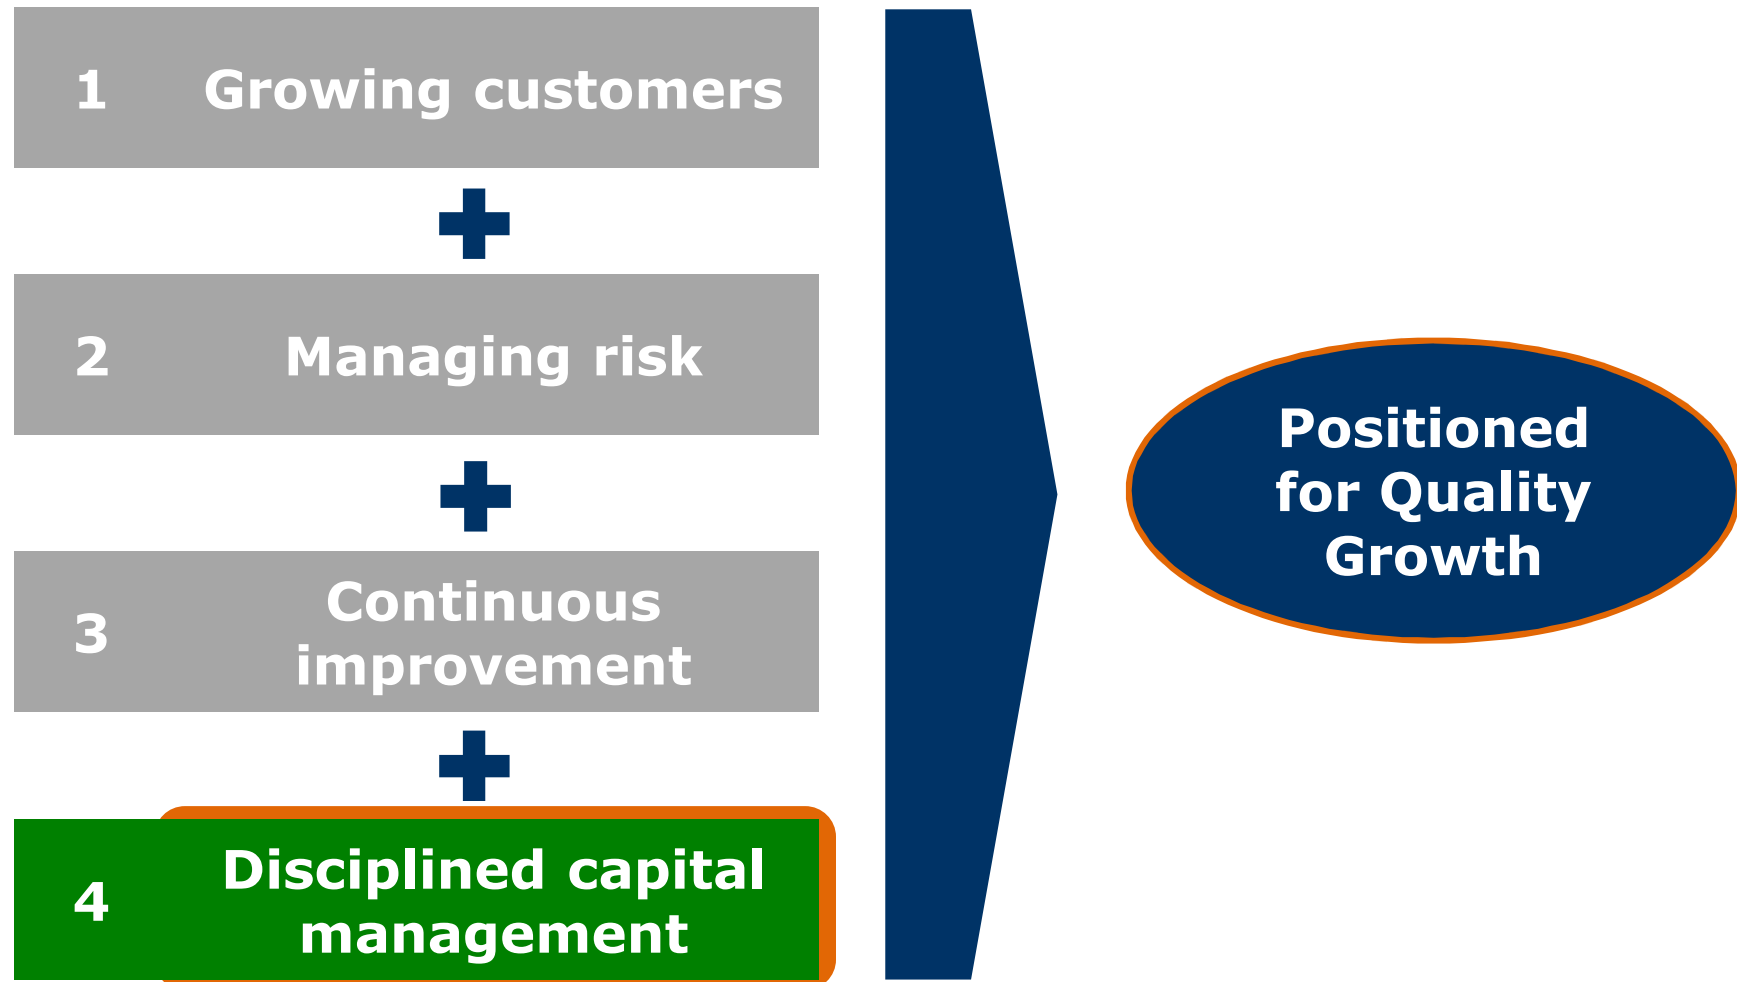 1 Growing customers
2 Managing risk
3 Continuous
improvement
4 Disciplined capital
management
Positioned
for Quality
Growth